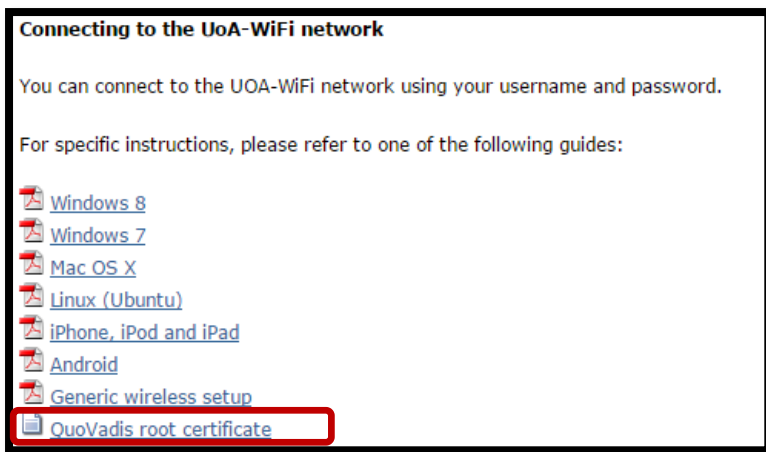 Connecting to the UoA-WiFi network
You can connect to the UOA-WiFi network using your username and password.
For specific instructions, please refer to one of the following guides:
Windows 8
Windows 7
Mac OS X
Linux (Ubuntu)
iPhone, iPod and iPad
Android
Generic wireless setup
QuoVadis root certificate